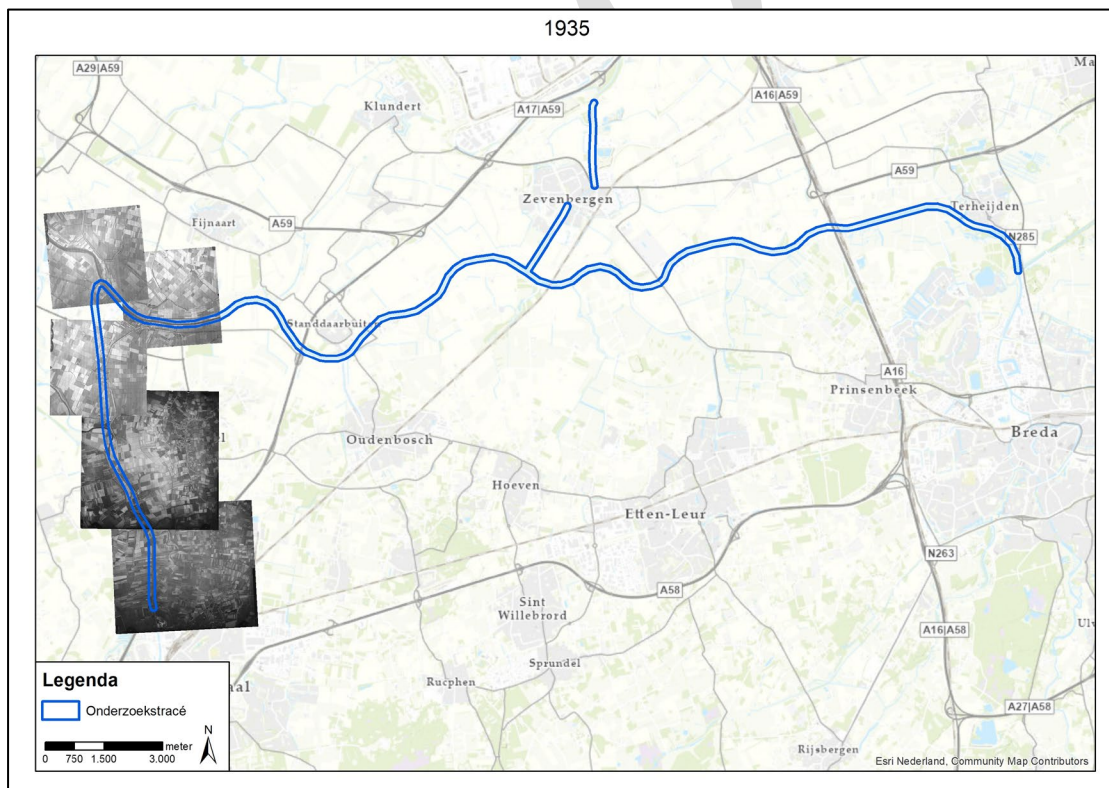 1935
A29|A59
Klundert
A17|A59
A16|A59
A59
Zevenbergen
Terheijden
Fijnaart
A59
N285
Standdaarbuiten
A16
Prinsenbeek
Breda
Oudenbosch
Hoeven
Etten-Leur
N263
A58
Sint
Willebrord
A16|A58
Sprundel
Rucphen
A27|A58
Rijsbergen
Legenda
Onderzoekstracé
N
meter
0 750 1.500 3.000
Esri Nederland, Community Map Contributors